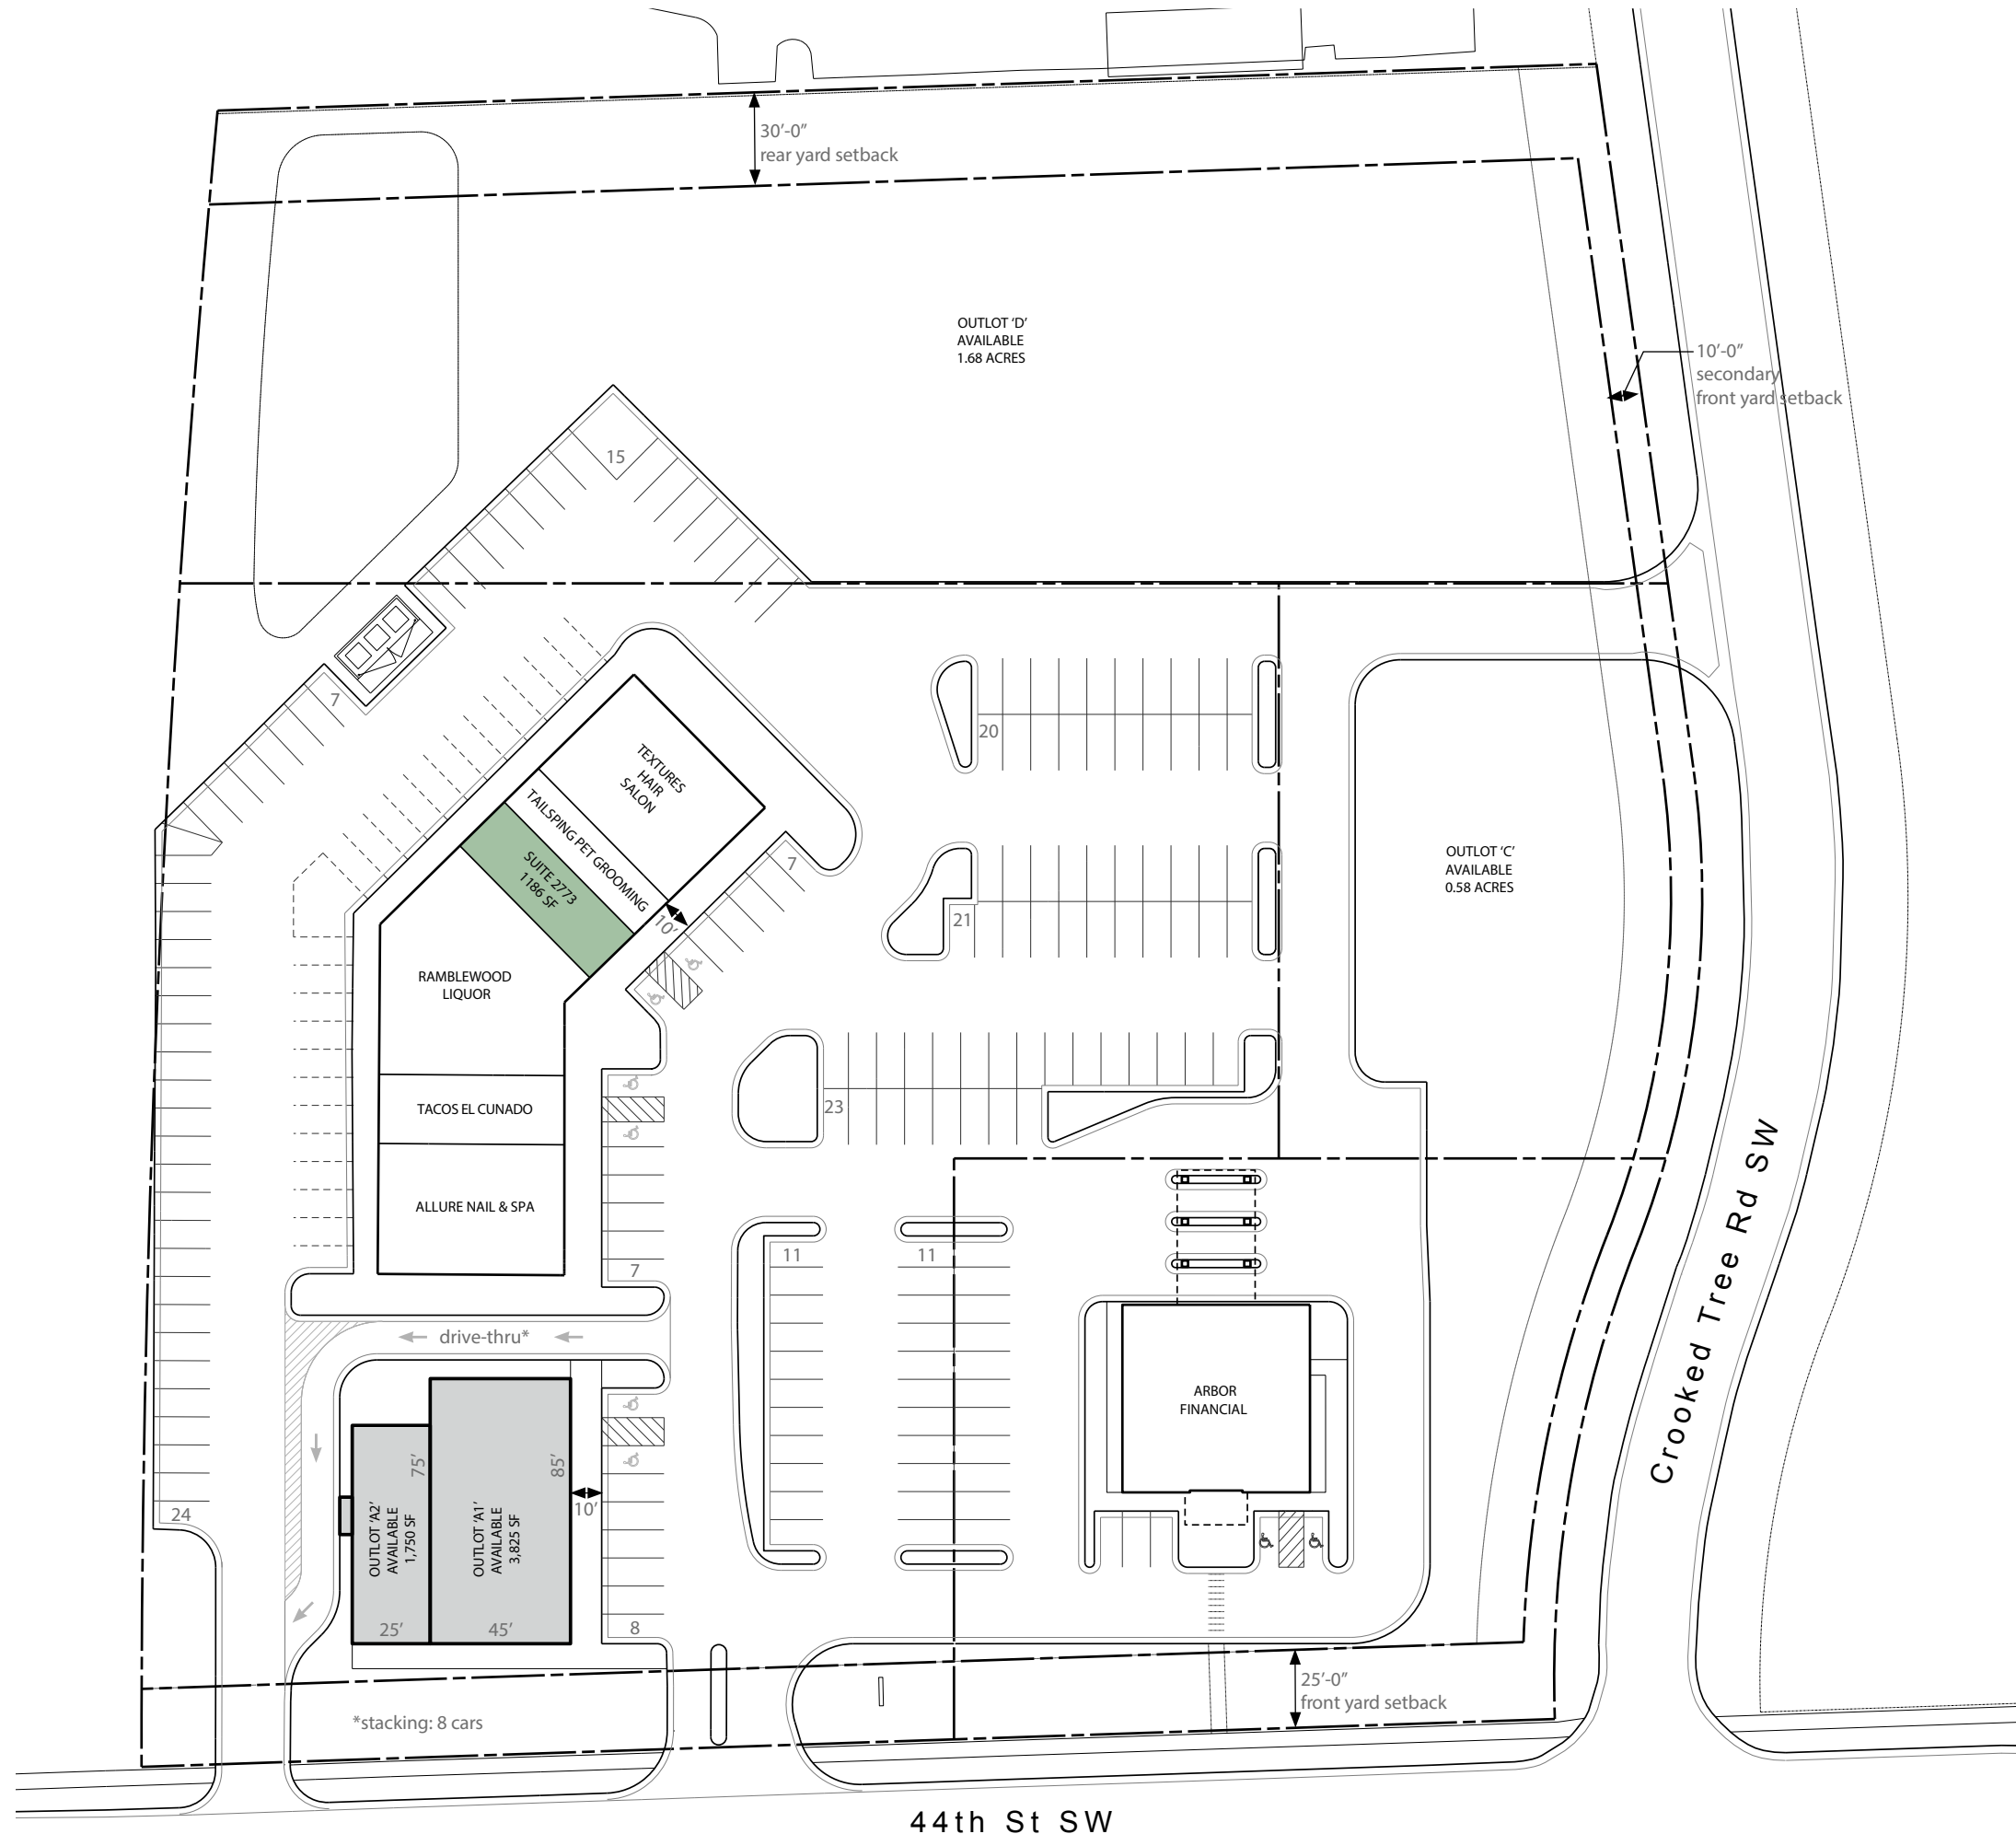 30'-0"
rear yard setback
OUTLOT 'D'
AVAILABLE
1.68 ACRES
10'-0"
secondary
front yard setback
15
7
20
TEXTURES
HAIR
SALON
TAILSPING PET GROOMING
SUITE 2773
1186 SF
7
10'
21
OUTLOT 'C'
AVAILABLE
0.58 ACRES
RAMBLEWOOD
LIQUOR
TACOS EL CUNADO
23
ALLURE NAIL & SPA
7
11
11
Crooked Tree Rd SW
drive-thru*
ARBOR
FINANCIAL
24
75'
85'
10'
OUTLOT 'A2'
AVAILABLE
1,750 SF
OUTLOT 'A1'
AVAILABLE
3,825 SF
25'
45'
8
25'-0"
front yard setback
*stacking: 8 cars
44th St SW